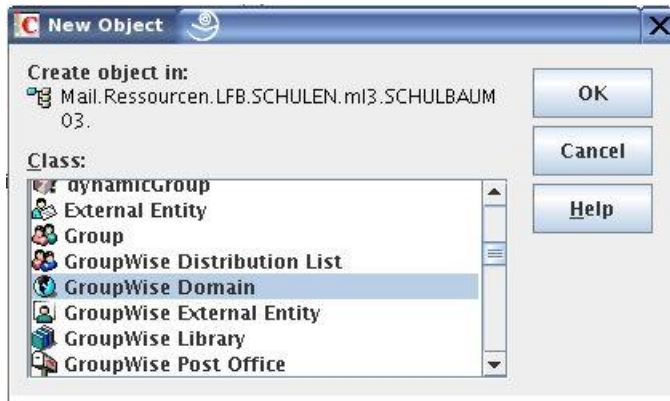 New Object
Create object in:
Mail.Ressourcen.LFB.SCHULEN.ml3.SCHULBAUM
03.
Class:
dynamicGroup
External Entity
Group
GroupWise Distribution List
GroupWise Domain
GroupWise External Entity
GroupWise Library
GroupWise Post Office
OK
Cancel
Help